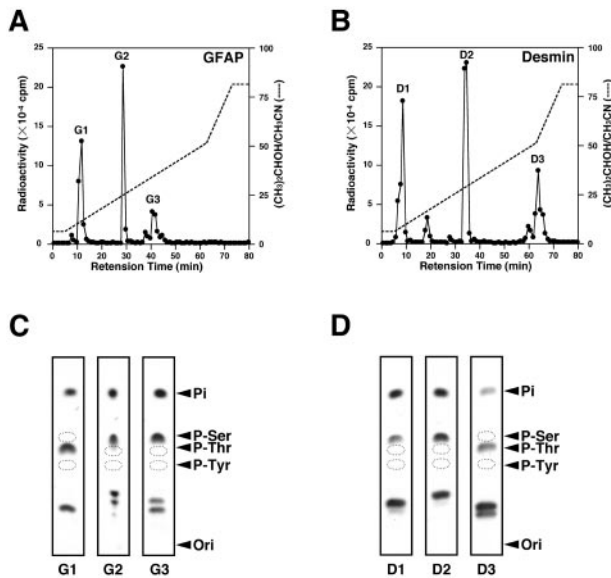 A
GFAP
Radioactivity (×10⁻⁴ cpm)
25
20
15
10
5
0
G1
G2
G3
100
75
50
25
0
(CH₃)₂CHOH/CH₃CN (----)
0 10 20 30 40 50 60 70 80
Retension Time (min)
B
Desmin
Radioactivity (×10⁻⁴ cpm)
25
20
15
10
5
0
D1
D2
D3
100
75
50
25
0
(CH₃)₂CHOH/CH₃CN (----)
0 10 20 30 40 50 60 70 80
Retension Time (min)
C
Pi
P-Ser
P-Thr
P-Tyr
Ori
G1 G2 G3
D
Pi
P-Ser
P-Thr
P-Tyr
Ori
D1 D2 D3